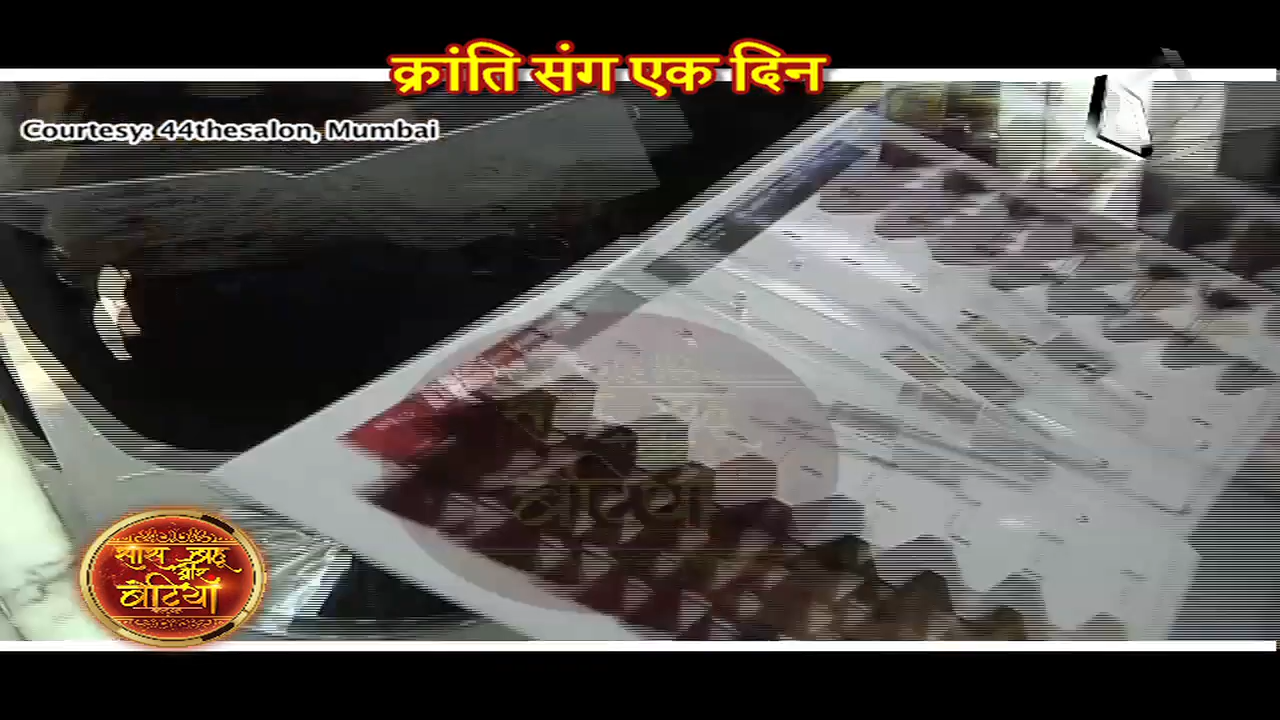 क्रांति संग एक दिन
Courtesy: 44thesalon, Mumbai
सास बहू
और
बेटियां
बेटियां